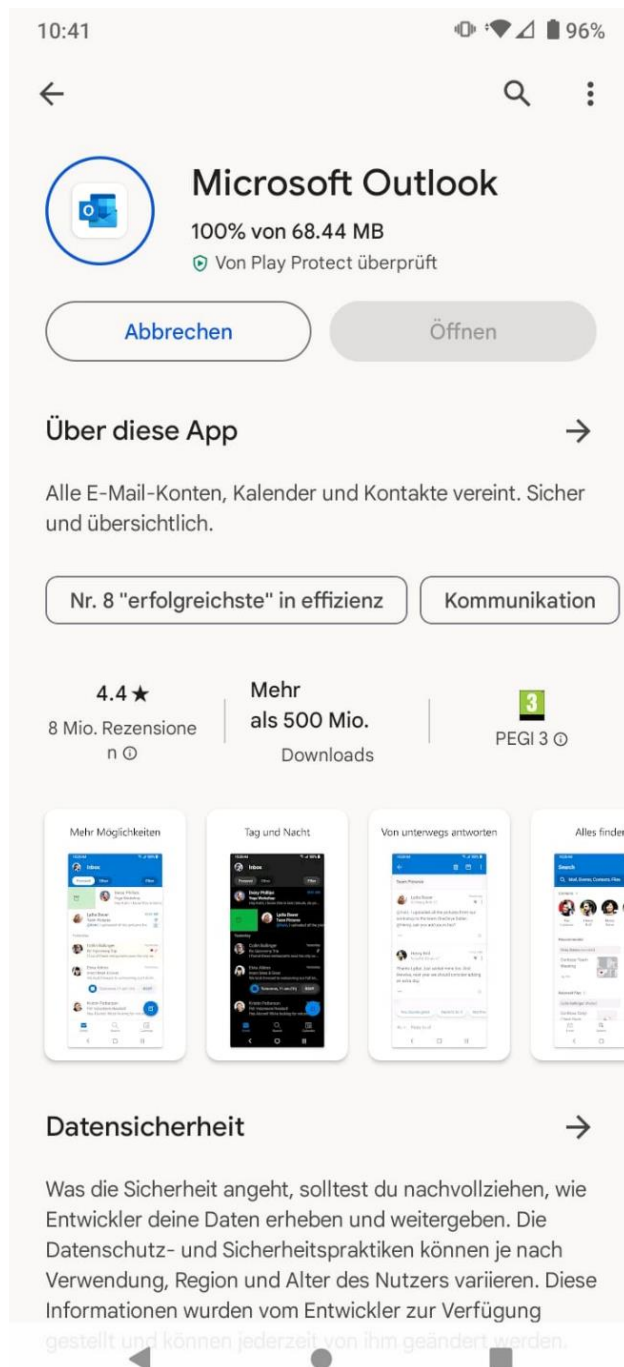 10:41
96%
Microsoft Outlook
100% von 68.44 MB
Von Play Protect überprüft
Abbrechen
Öffnen
Über diese App
Alle E-Mail-Konten, Kalender und Kontakte vereint. Sicher
und übersichtlich.
Nr. 8 "erfolgreichste" in effizienz
Kommunikation
4.4★
8 Mio. Rezensione
n
Mehr
als 500 Mio.
Downloads
3
PEGI 3
Mehr Möglichkeiten
Tag und Nacht
Von unterwegs antworten
Alles finden
Inbox
Inbox
Search
Datensicherheit
Was die Sicherheit angeht, solltest du nachvollziehen, wie
Entwickler deine Daten erheben und weitergeben. Die
Datenschutz- und Sicherheitspraktiken können je nach
Verwendung, Region und Alter des Nutzers variieren. Diese
Informationen wurden vom Entwickler zur Verfügung
gestellt und können jederzeit von ihm geändert werden.